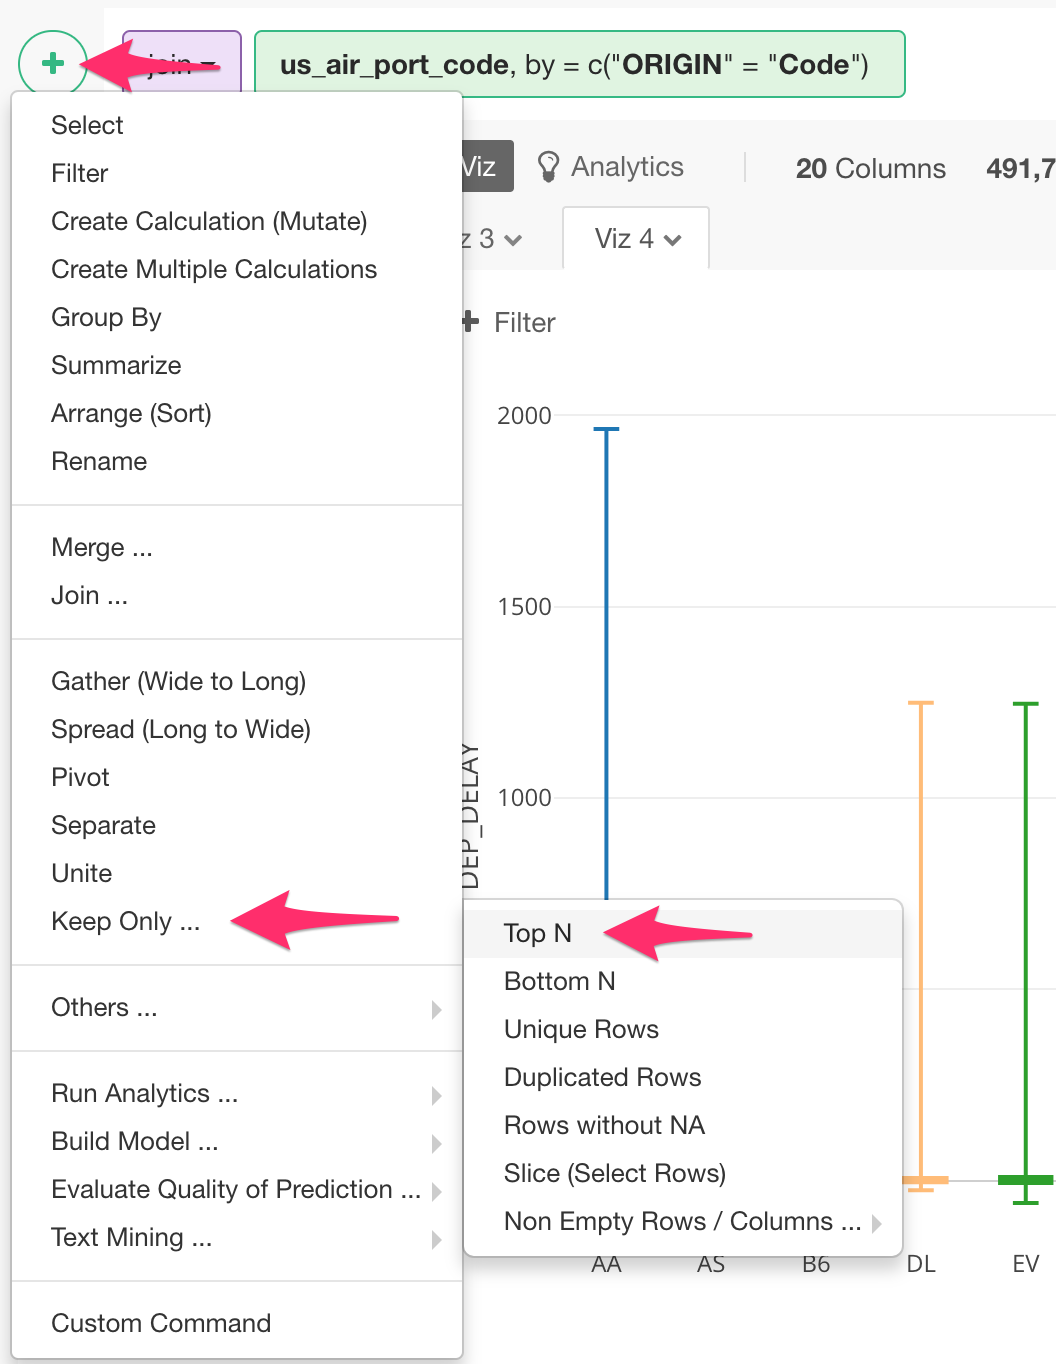 + join us_air_port_code, by = c("ORIGIN" = "Code")
Select
Filter
Create Calculation (Mutate)
Create Multiple Calculations
Group By
Summarize
Arrange (Sort)
Rename
Merge ...
Join ...
Gather (Wide to Long)
Spread (Long to Wide)
Pivot
Separate
Unite
Keep Only ...
Others ...
Run Analytics ...
Build Model ...
Evaluate Quality of Prediction ...
Text Mining ...
Custom Command
Top N
Bottom N
Unique Rows
Duplicated Rows
Rows without NA
Slice (Select Rows)
Non Empty Rows / Columns ...
Viz Analytics 20 Columns 491,7
z 3 Viz 4
+ Filter
2000
1500
1000
DEP_DELAY
AA AS B6 DL EV